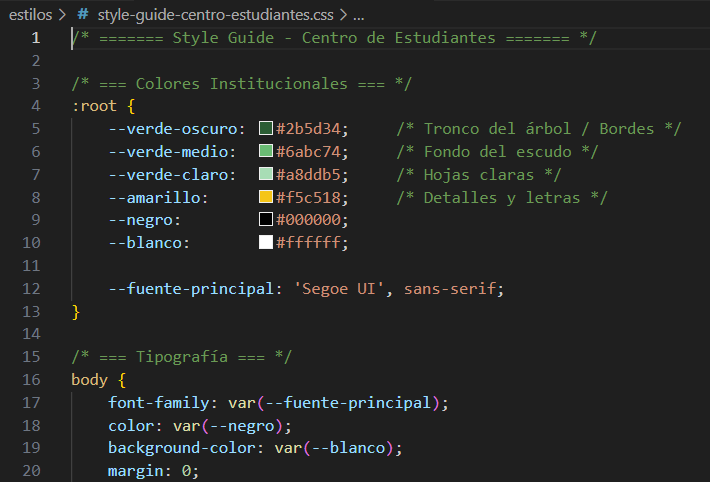 estilos > # style-guide-centro-estudiantes.css > ...
1 /* ======= Style Guide - Centro de Estudiantes ======= */
2
3 /* === Colores Institucionales === */
4 :root {
5 --verde-oscuro: #2b5d34; /* Tronco del árbol / Bordes */
6 --verde-medio: #6abc74; /* Fondo del escudo */
7 --verde-claro: #a8ddb5; /* Hojas claras */
8 --amarillo: #f5c518; /* Detalles y letras */
9 --negro: #000000;
10 --blanco: #ffffff;
11
12 --fuente-principal: 'Segoe UI', sans-serif;
13 }
14
15 /* === Tipografía === */
16 body {
17 font-family: var(--fuente-principal);
18 color: var(--negro);
19 background-color: var(--blanco);
20 margin: 0;